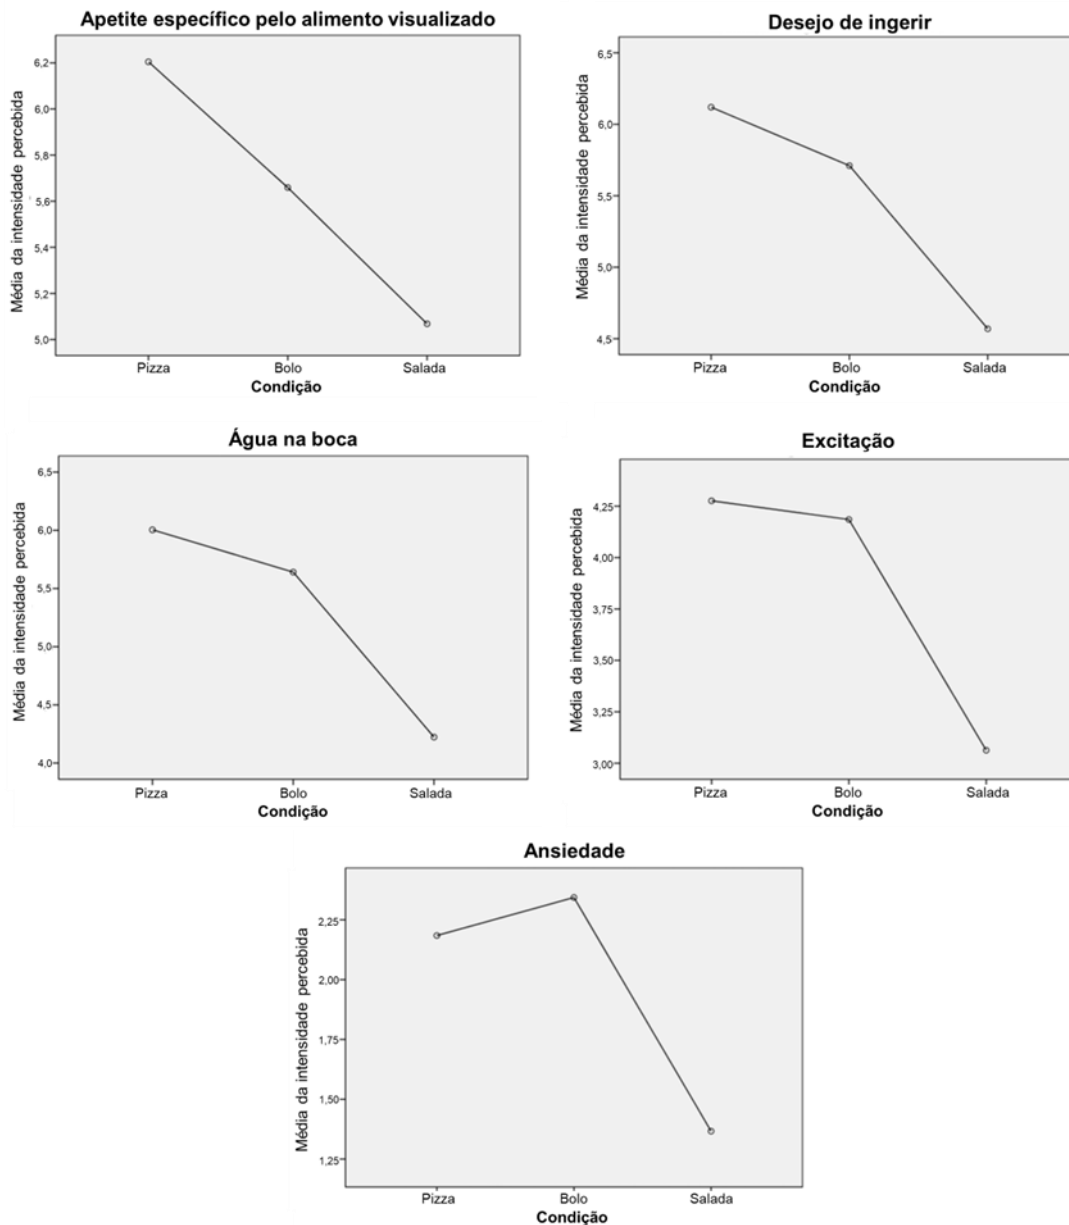 Apetite específico pelo alimento visualizado
Média da intensidade percebida
6,2
6,0
5,8
5,6
5,4
5,2
5,0
Pizza Bolo Salada
Condição
Desejo de ingerir
Média da intensidade percebida
6,5
6,0
5,5
5,0
4,5
Pizza Bolo Salada
Condição
Água na boca
Média da intensidade percebida
6,5
6,0
5,5
5,0
4,5
4,0
Pizza Bolo Salada
Condição
Excitação
Média da intensidade percebida
4,25
4,00
3,75
3,50
3,25
3,00
Pizza Bolo Salada
Condição
Ansiedade
Média da intensidade percebida
2,25
2,00
1,75
1,50
1,25
Pizza Bolo Salada
Condição